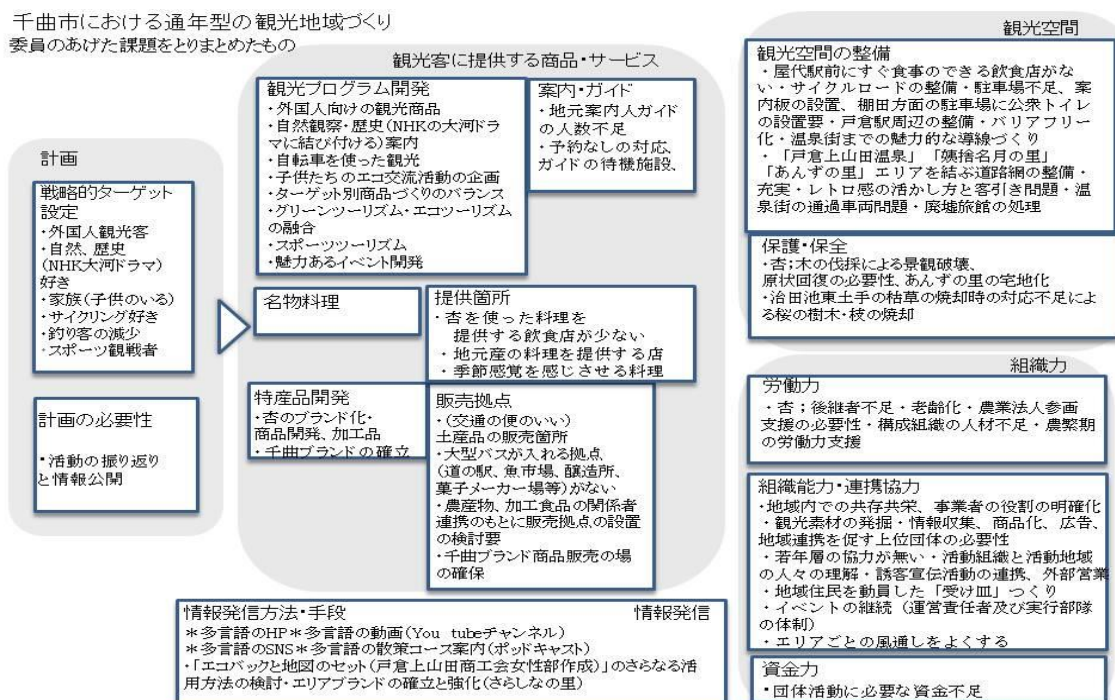 千曲市における通年型の観光地域づくり
委員のあげた課題をとりまとめたもの
計画
戦略的ターゲット
設定
・外国人観光客
・自然、歴史
(NHK大河ドラマ)
好き
・家族(子供のいる)
・サイクリング好き
・釣り客の減少
・スポーツ観戦者
計画の必要性
・活動の振り返り
と情報公開
観光客に提供する商品・サービス
観光プログラム開発
・外国人向けの観光商品
・自然観察・歴史(NHKの大河ドラ
マに結び付ける)案内
・自転車を使った観光
・子供たちのエコ交流活動の企画
・ターゲット別商品づくりのバランス
・グリーンツーリズム・エコツーリズム
の融合
・スポーツツーリズム
・魅力あるイベント開発
案内・ガイド
・地元案内人ガイド
の人数不足
・予約なしの対応、
ガイドの待機施設、
名物料理
提供箇所
・杏を使った料理を
提供する飲食店が少ない
・地元産の料理を提供する店
・季節感覚を感じさせる料理
特産品開発
・杏のブランド化・
商品開発、加工品
・千曲ブランドの確立
販売拠点
・(交通の便のいい)
土産品の販売箇所
・大型バスが入れる拠点
(道の駅、魚市場、醸造所、
菓子メーカー場等)がない
・農産物、加工食品の関係者
連携のもとに販売拠点の設置
の検討要
・千曲ブランド商品販売の場
の確保
情報発信方法・手段
情報発信
＊多言語のHP＊多言語の動画(You tubeチャンネル)
＊多言語のSNS＊多言語の散策コース案内(ポッドキャスト)
・「エコバックと地図のセット(戸倉上山田商工会女性部作成)」のさらなる活
用方法の検討・エリアブランドの確立と強化(さらしなの里)
観光空間
観光空間の整備
・屋代駅前にすぐ食事のできる飲食店がな
い・サイクルロードの整備・駐車場不足、案
内板の設置、棚田方面の駐車場に公衆トイレ
の設置要・戸倉駅周辺の整備・バリアフリー
化・温泉街までの魅力的な導線づくり
・「戸倉上山田温泉」「姨捨名月の里」
「あんずの里」エリアを結ぶ道路網の整備・
充実・レトロ感の活かし方と客引き問題・温
泉街の通過車両問題・廃墟旅館の処理
保護・保全
・杏；木の伐採による景観破壊、
原状回復の必要性、あんずの里の宅地化
・治田池東土手の枯草の焼却時の対応不足によ
る桜の樹木・枝の焼却
組織力
労働力
・杏；後継者不足・老齢化・農業法人参画
支援の必要性・構成組織の人材不足・農繁期
の労働力支援
組織能力・連携協力
・地域内での共存共栄、事業者の役割の明確化
・観光素材の発掘・情報収集、商品化、広告、
地域連携を促す上位団体の必要性
・若年層の協力が無い・活動組織と活動地域
の人々の理解・誘客宣伝活動の連携、外部営業
・地域住民を動員した「受け皿」つくり
・イベントの継続（運営責任者及び実行部隊
の体制）
・エリアごとの風通しをよくする
資金力
・団体活動に必要な資金不足